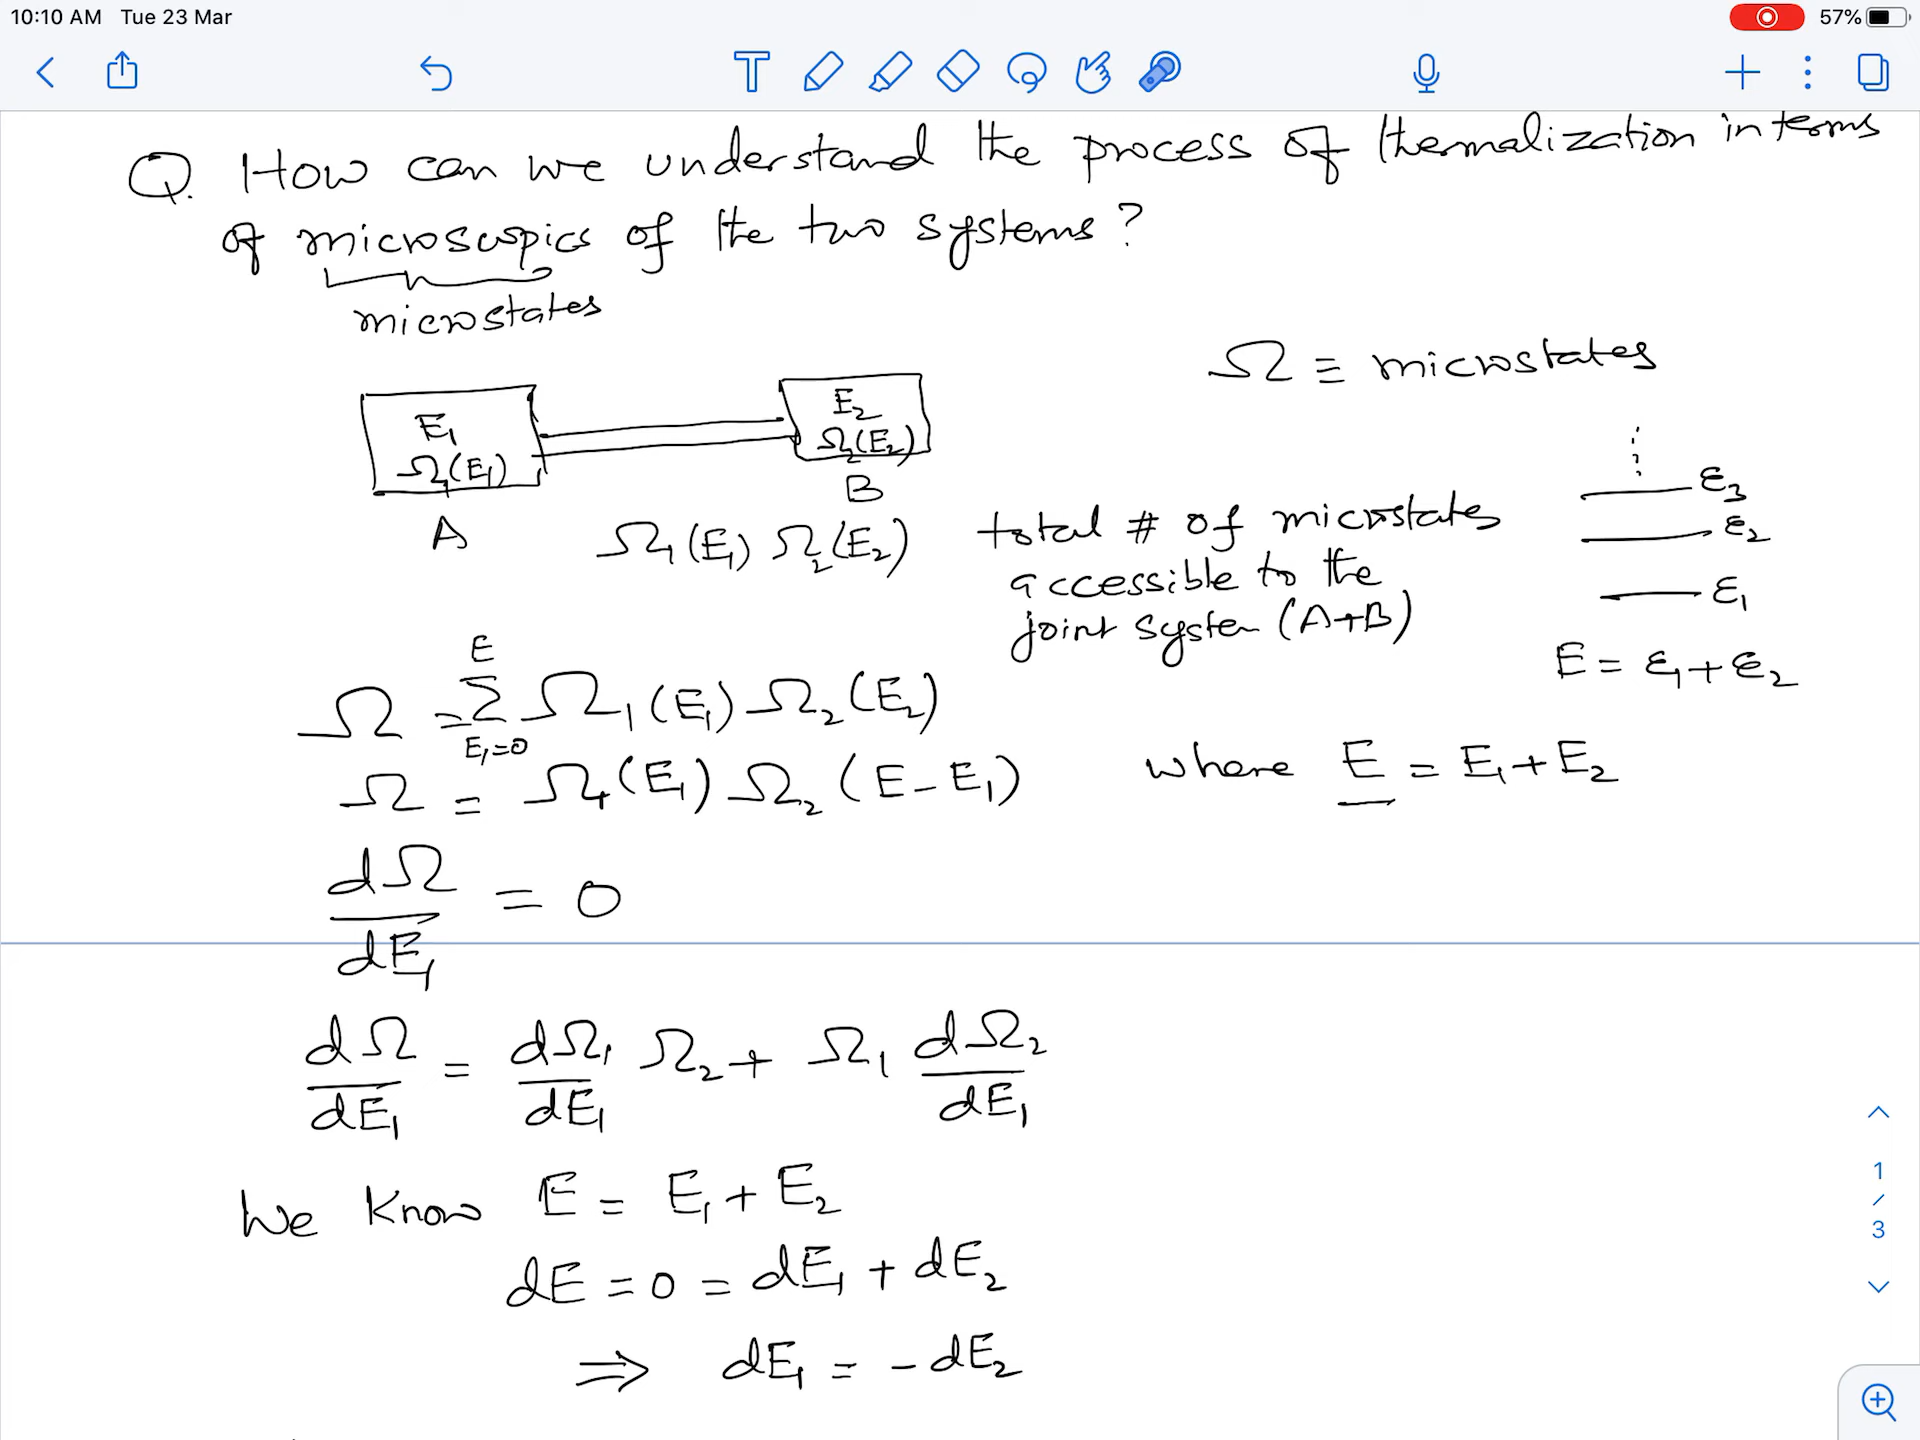 10:10 AM Tue 23 Mar
57%
T
Q. How can we understand the process of thermalization in terms
of microscopics of the two systems?
microstates
Ω ≡ microstates
E₁
Ω₁(E₁)
A
E₂
Ω₂(E₂)
B
ε₃
ε₂
ε₁
E = ε₁ + ε₂
Ω₁(E₁) Ω₂(E₂) total # of microstates
accessible to the
joint system (A+B)
Ω = Σ_{E₁=0}^{E} Ω₁(E₁) Ω₂(E₂)
Ω = Ω₁(E₁) Ω₂(E - E₁) where E = E₁ + E₂
dΩ/dE₁ = 0
dΩ/dE₁ = dΩ₁/dE₁ Ω₂ + Ω₁ dΩ₂/dE₁
We know E = E₁ + E₂
dE = 0 = dE₁ + dE₂
⇒ dE₁ = - dE₂
1
/
3